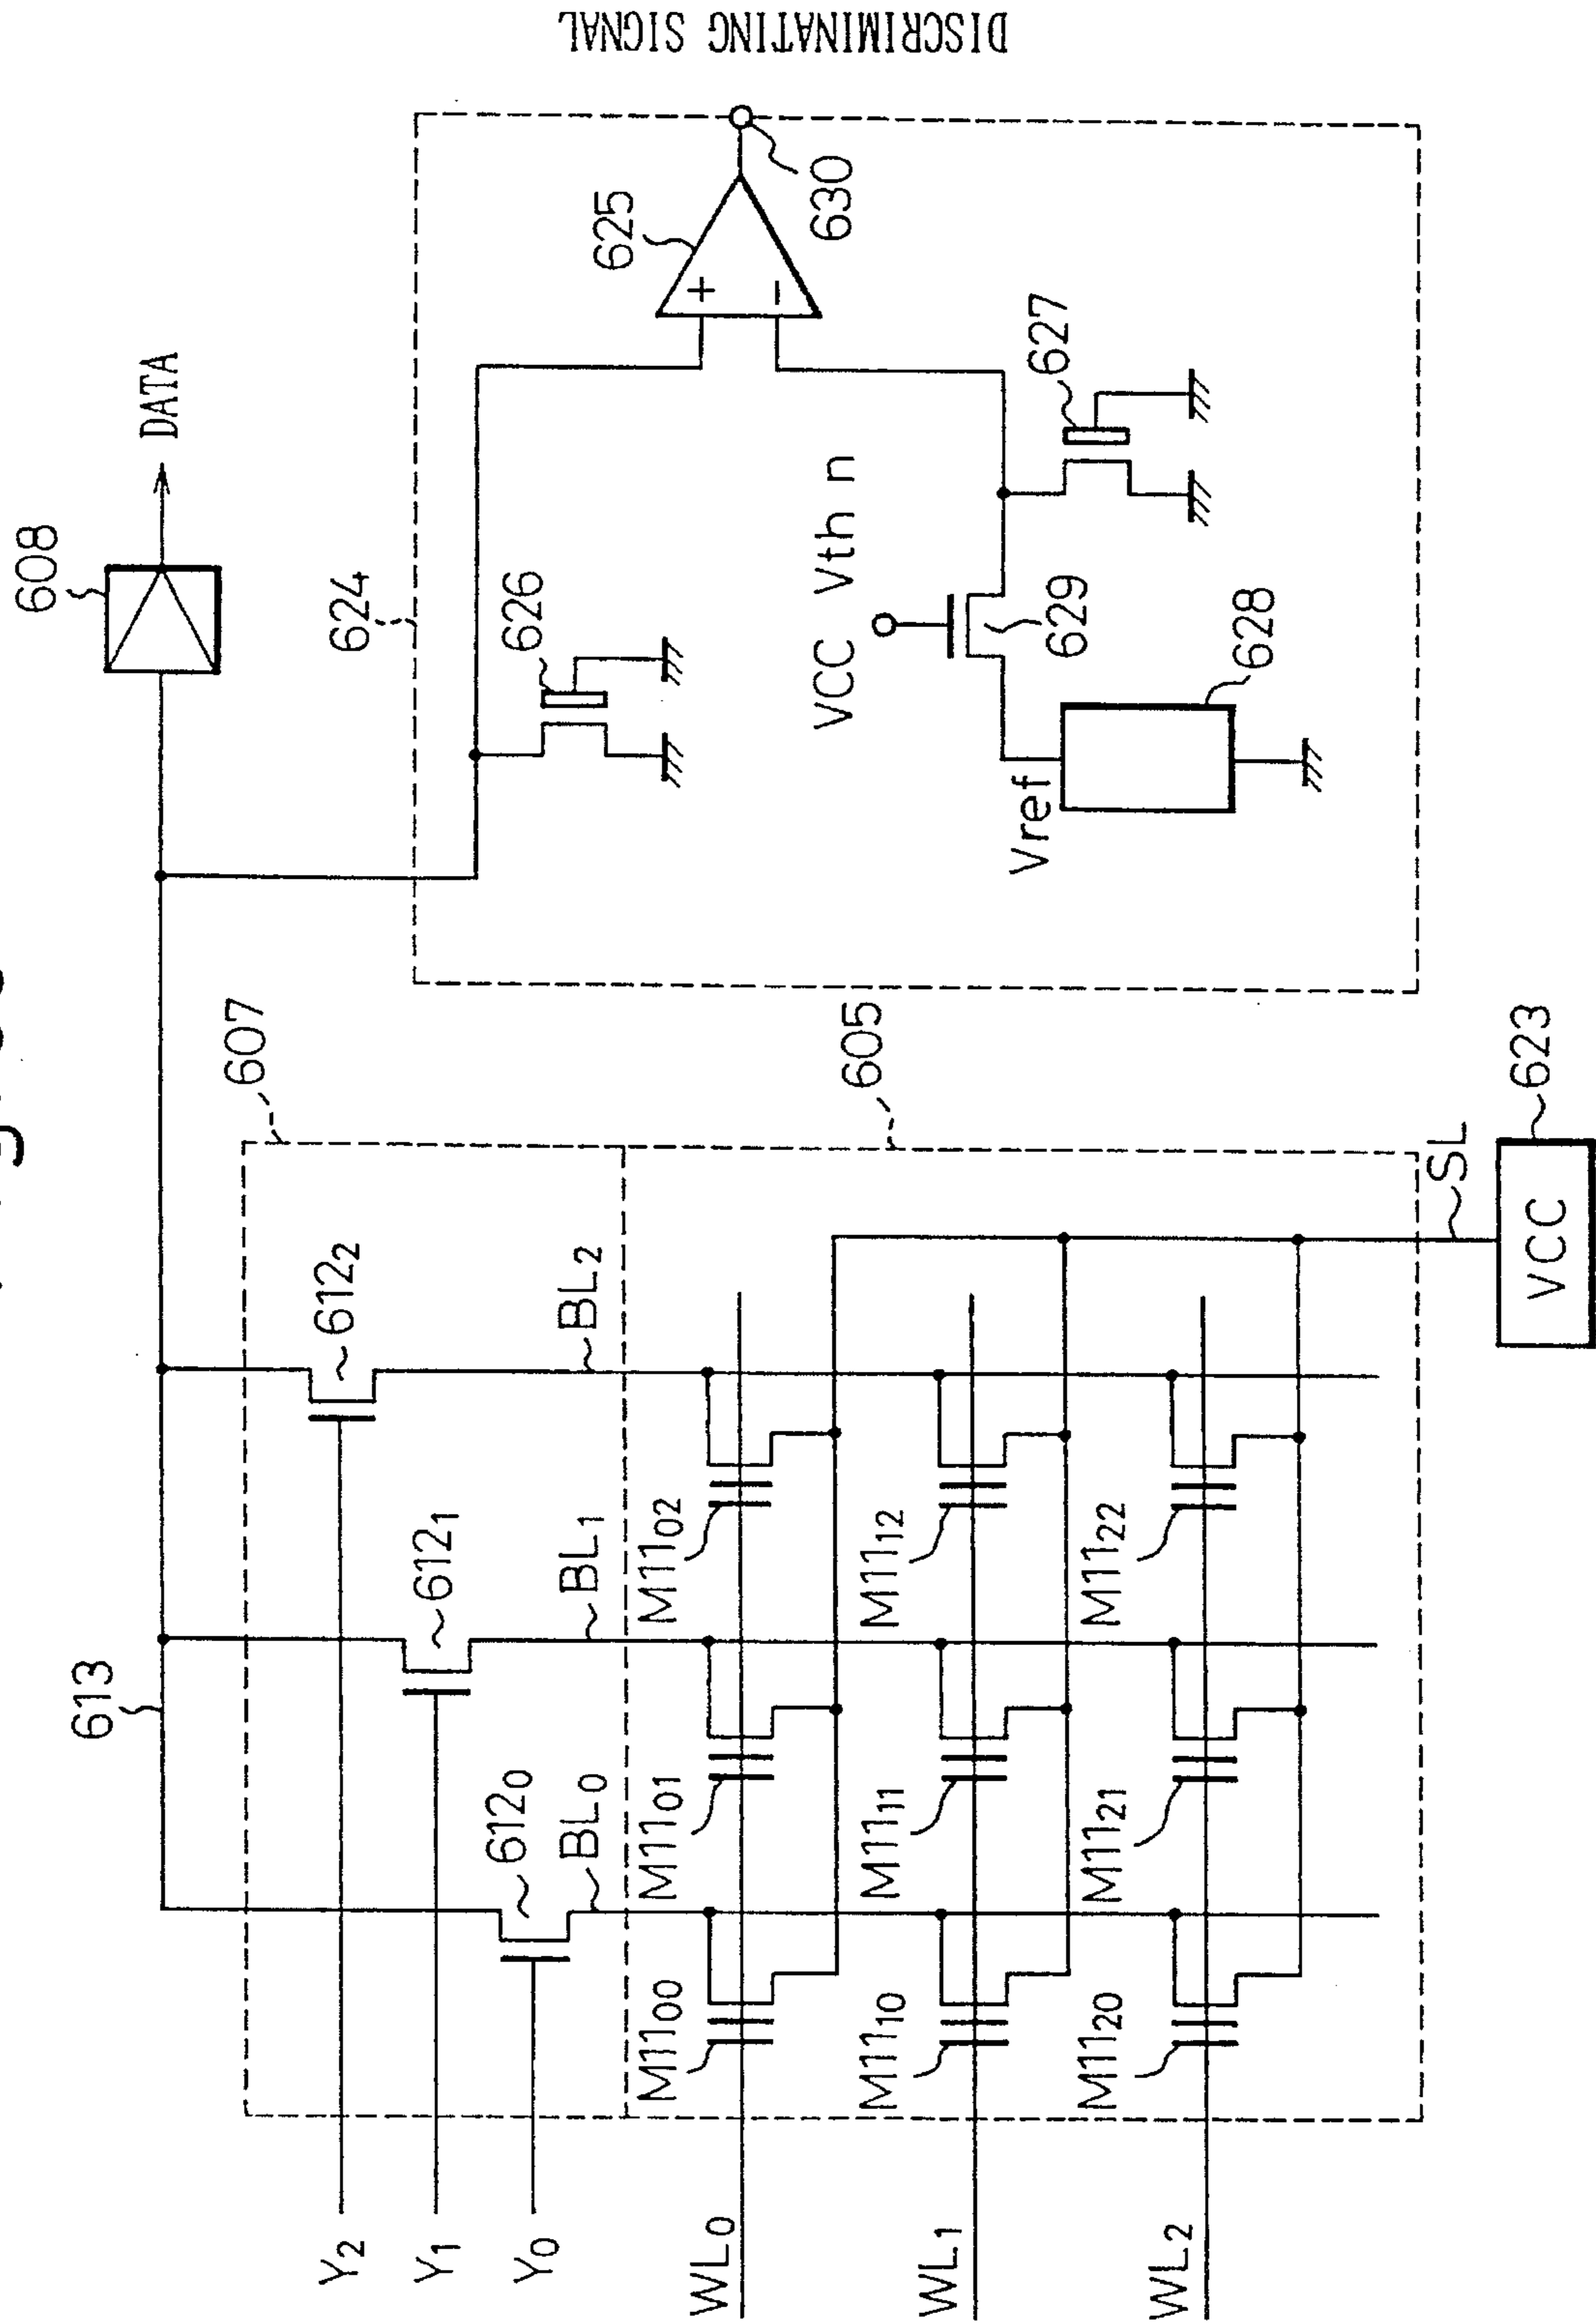 613
608
DATA
607
624
Y2
Y1
Y0
612₀
612₁
612₂
BL₀
BL₁
BL₂
626
625
+
-
630
DISCRIMINATING SIGNAL
VCC Vth n
629
627
Vref
628
605
WL₀
M11₀₀
M11₀₁
M11₀₂
WL₁
M11₁₀
M11₁₁
M11₁₂
WL₂
M11₂₀
M11₂₁
M11₂₂
SL
VCC
623